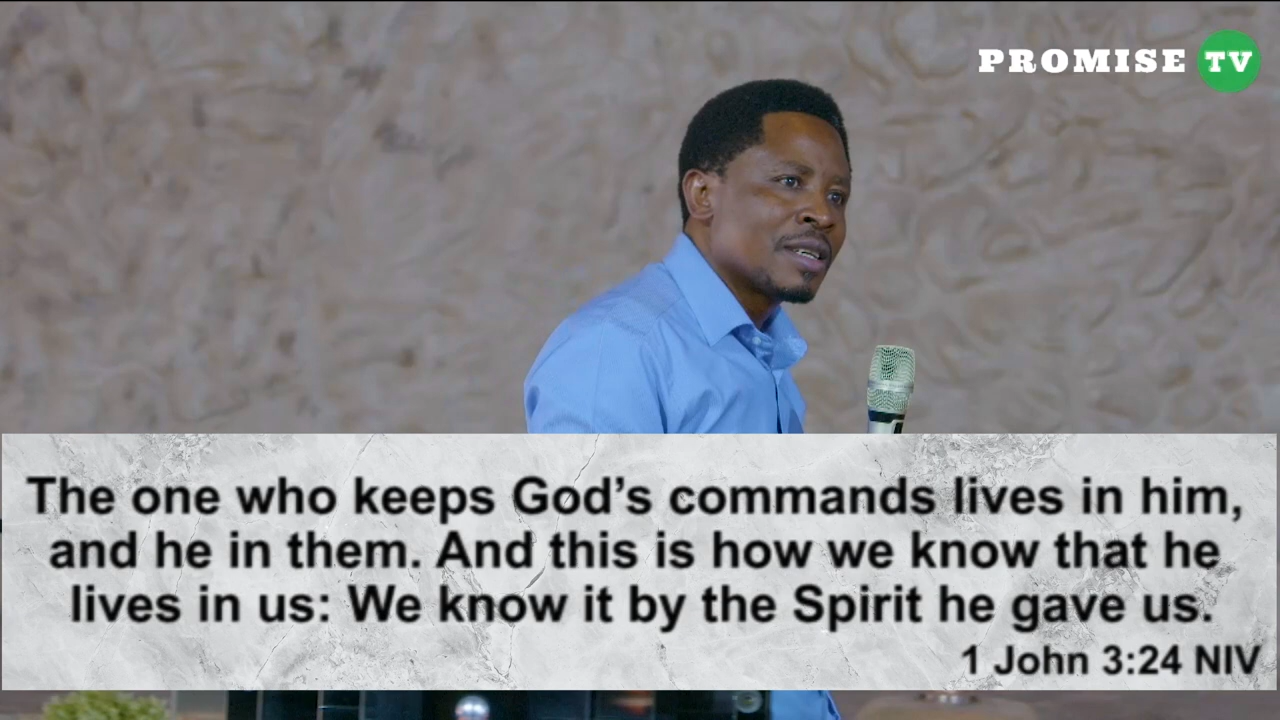 PROMISE TV
The one who keeps God’s commands lives in him,
and he in them. And this is how we know that he
lives in us: We know it by the Spirit he gave us.
1 John 3:24 NIV